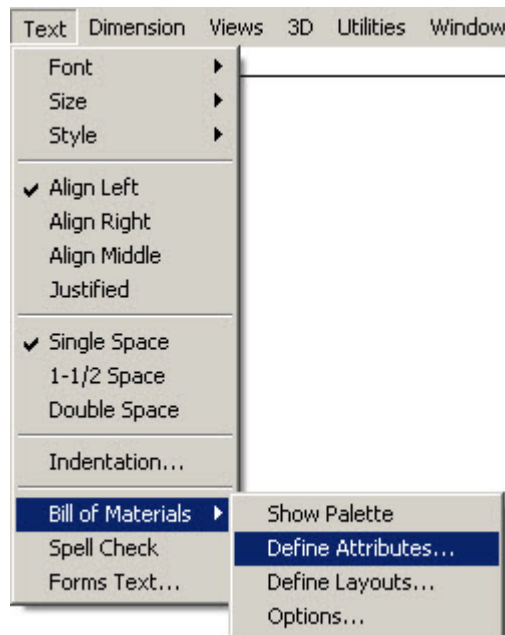 Text Dimension Views 3D Utilities Window
Font
Size
Style
Align Left
Align Right
Align Middle
Justified
Single Space
1-1/2 Space
Double Space
Indentation...
Bill of Materials
Spell Check
Forms Text...
Show Palette
Define Attributes...
Define Layouts...
Options...